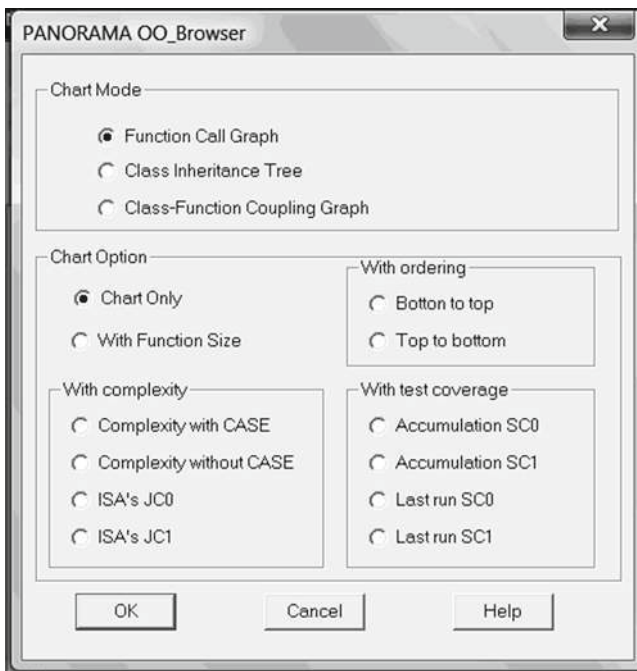 PANORAMA OO_Browser
Chart Mode
Function Call Graph
Class Inheritance Tree
Class-Function Coupling Graph
Chart Option
Chart Only
With Function Size
With ordering
Botton to top
Top to bottom
With complexity
Complexity with CASE
Complexity without CASE
ISA's JC0
ISA's JC1
With test coverage
Accumulation SC0
Accumulation SC1
Last run SC0
Last run SC1
OK Cancel Help